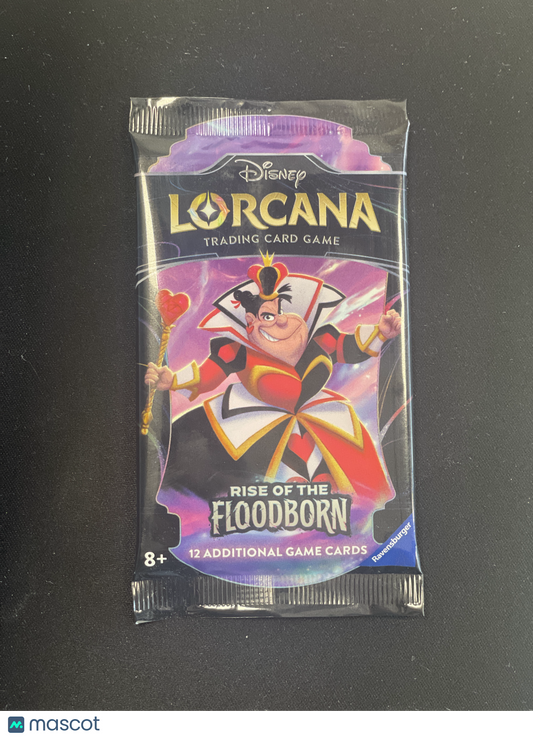 Disney
LORCANA
TRADING CARD GAME
RISE OF THE
FLOODBORN
12 ADDITIONAL GAME CARDS
8+
Ravensburger
mascot